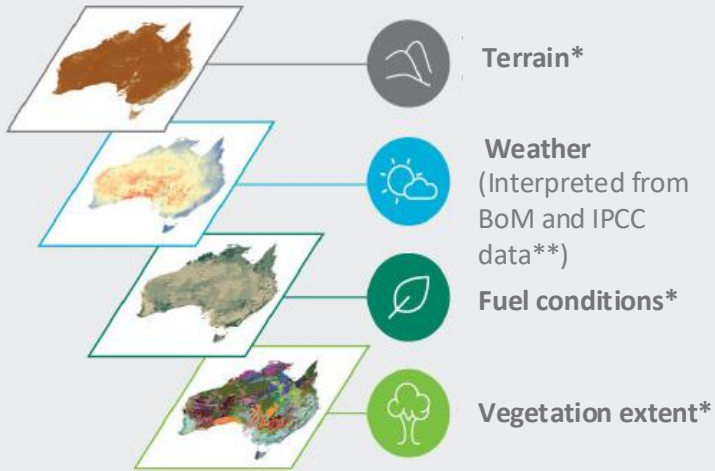 Terrain*
Weather
(Interpreted from
BoM and IPCC
data**)
Fuel conditions*
Vegetation extent*